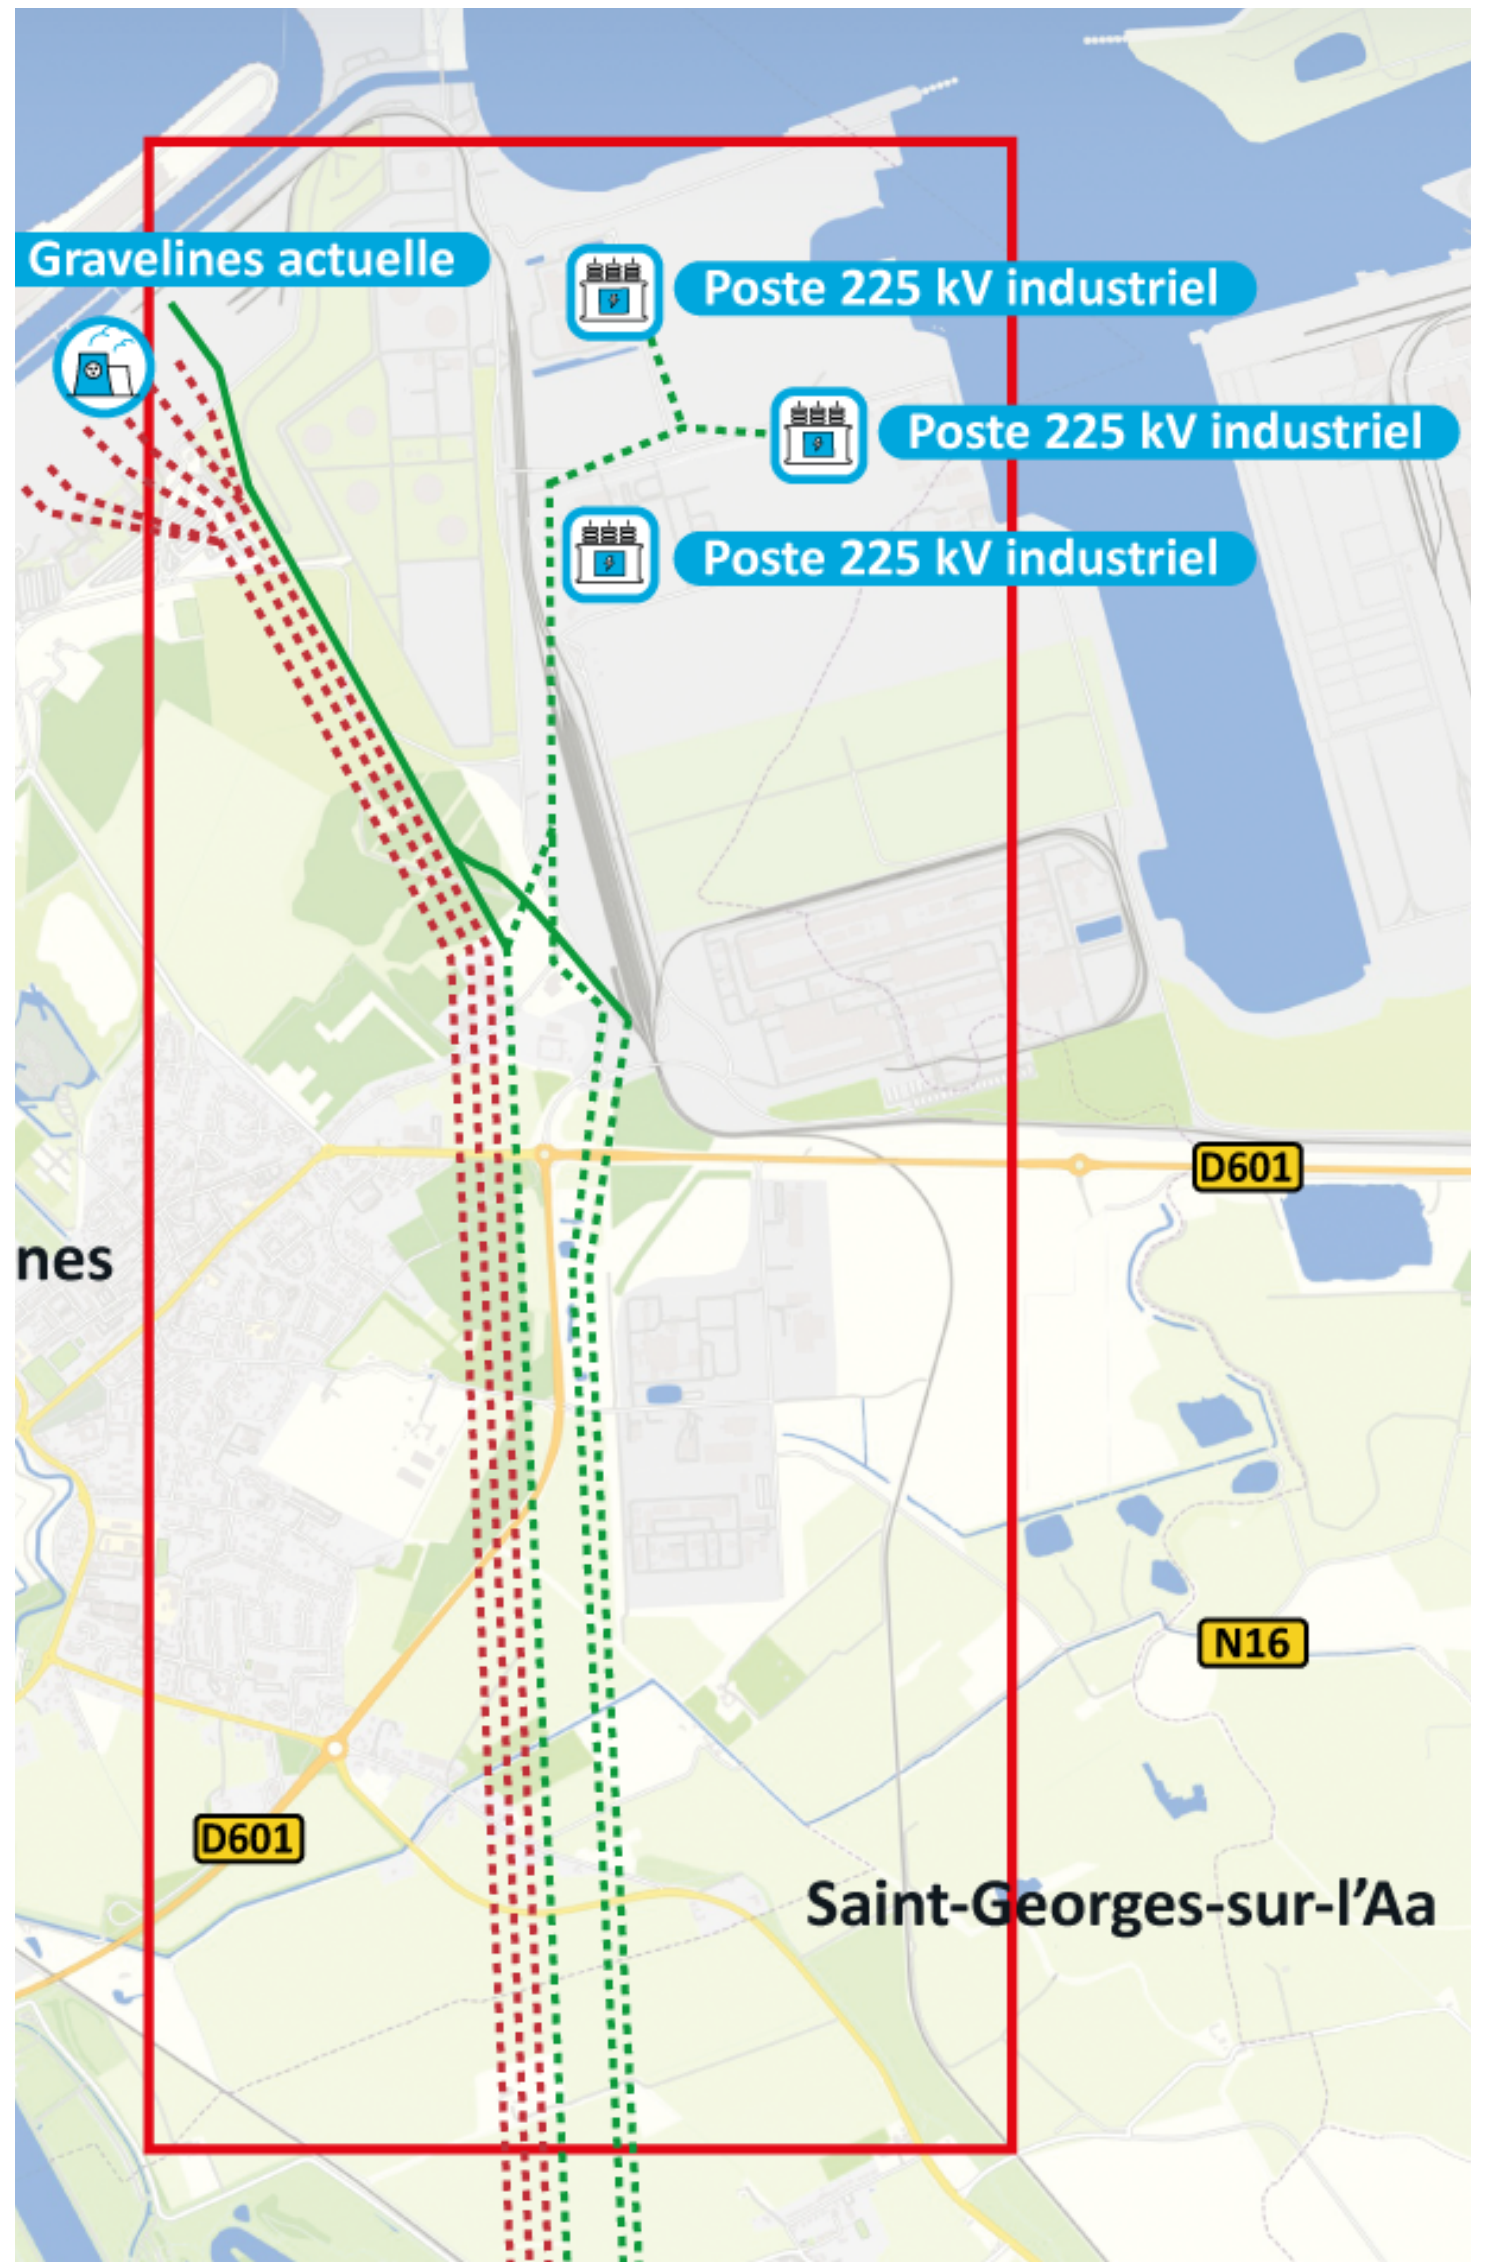 Gravelines actuelle
Poste 225 kV industriel
Poste 225 kV industriel
Poste 225 kV industriel
D601
nes
N16
D601
Saint-Georges-sur-l'Aa